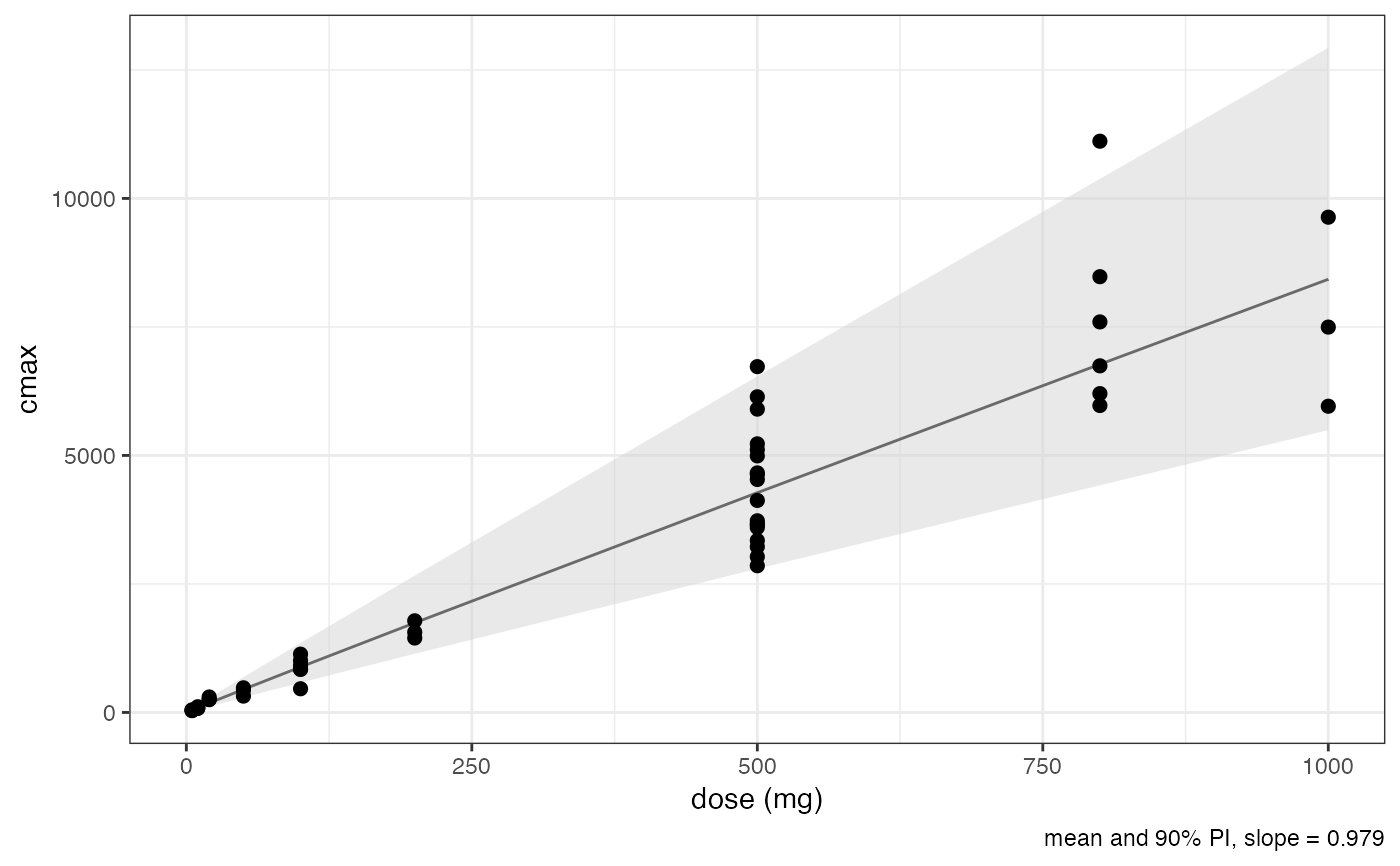 10000
5000
0
cmax
0 250 500 750 1000
dose (mg)
mean and 90% PI, slope = 0.979